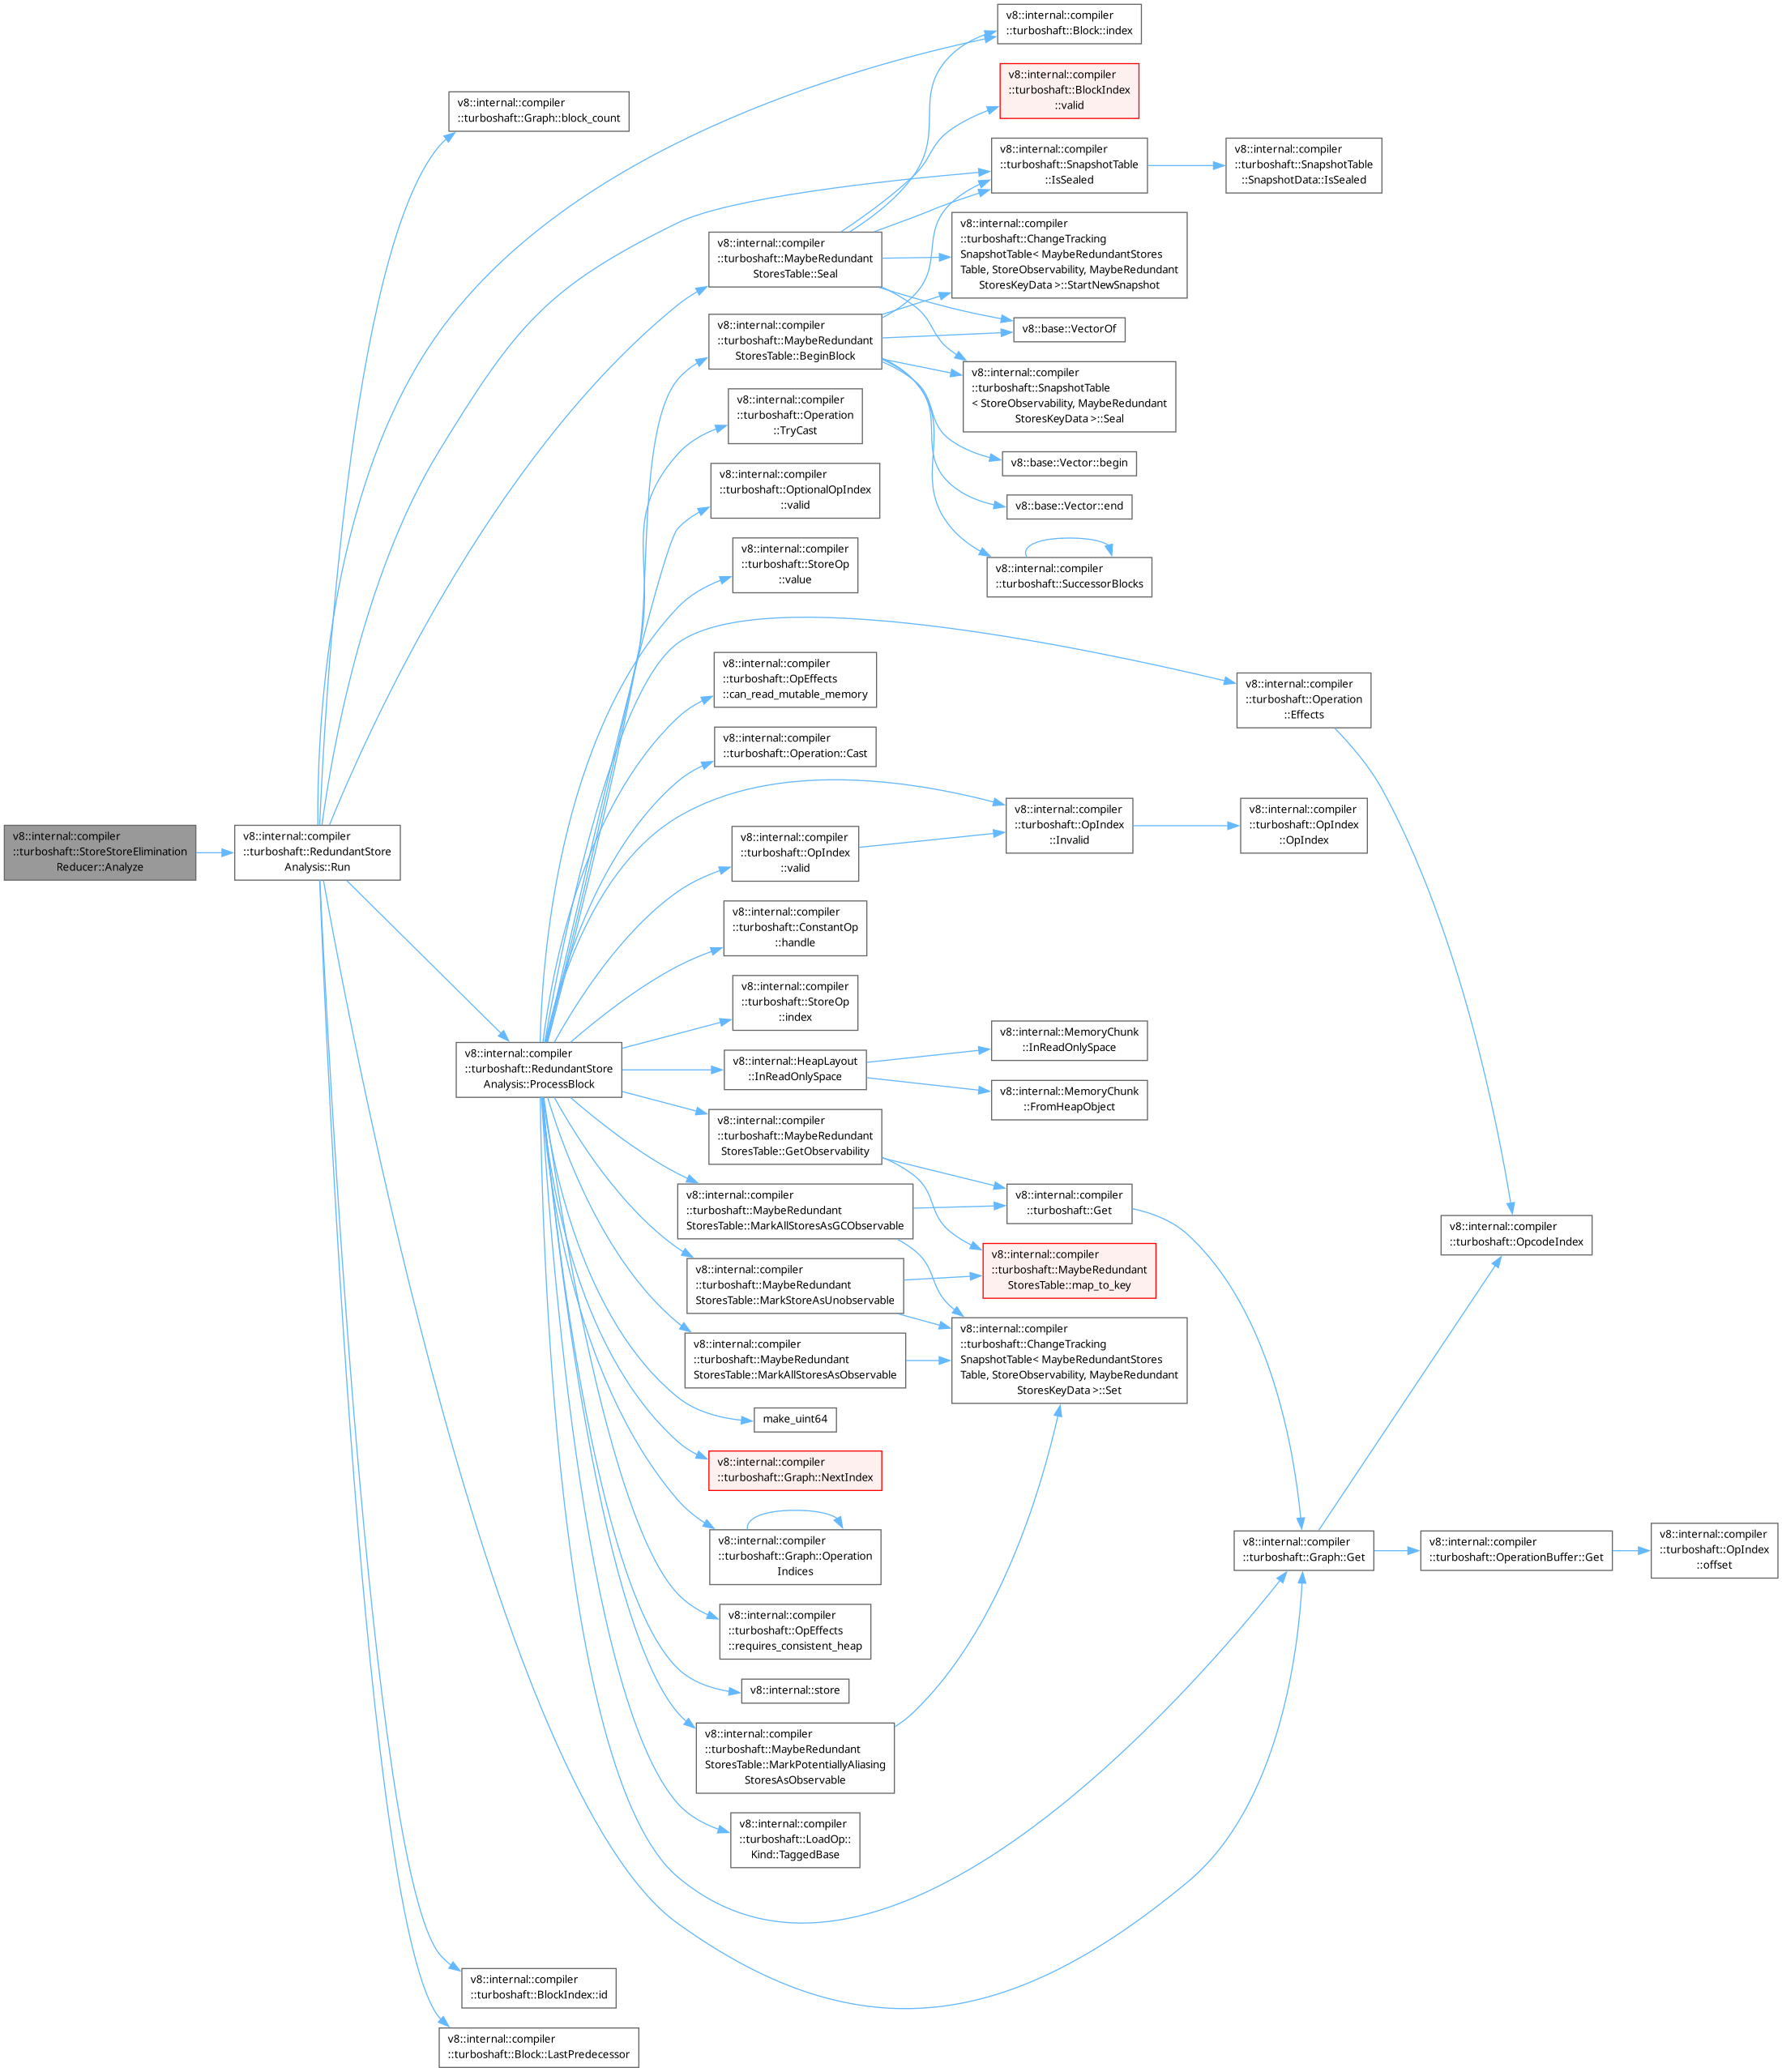 v8::internal::compiler
::turboshaft::StoreStoreElimination
Reducer::Analyze
v8::internal::compiler
::turboshaft::RedundantStore
Analysis::Run
v8::internal::compiler
::turboshaft::Graph::block_count
v8::internal::compiler
::turboshaft::RedundantStore
Analysis::ProcessBlock
v8::internal::compiler
::turboshaft::BlockIndex::id
v8::internal::compiler
::turboshaft::Block::LastPredecessor
v8::internal::compiler
::turboshaft::MaybeRedundant
StoresTable::Seal
v8::internal::compiler
::turboshaft::MaybeRedundant
StoresTable::BeginBlock
v8::internal::compiler
::turboshaft::Operation
::TryCast
v8::internal::compiler
::turboshaft::OptionalOpIndex
::valid
v8::internal::compiler
::turboshaft::StoreOp
::value
v8::internal::compiler
::turboshaft::OpEffects
::can_read_mutable_memory
v8::internal::compiler
::turboshaft::Operation::Cast
v8::internal::compiler
::turboshaft::OpIndex
::valid
v8::internal::compiler
::turboshaft::ConstantOp
::handle
v8::internal::compiler
::turboshaft::StoreOp
::index
v8::internal::HeapLayout
::InReadOnlySpace
v8::internal::compiler
::turboshaft::MaybeRedundant
StoresTable::GetObservability
v8::internal::compiler
::turboshaft::MaybeRedundant
StoresTable::MarkAllStoresAsGCObservable
v8::internal::compiler
::turboshaft::MaybeRedundant
StoresTable::MarkStoreAsUnobservable
v8::internal::compiler
::turboshaft::MaybeRedundant
StoresTable::MarkAllStoresAsObservable
make_uint64
v8::internal::compiler
::turboshaft::Graph::NextIndex
v8::internal::compiler
::turboshaft::Graph::Operation
Indices
v8::internal::compiler
::turboshaft::OpEffects
::requires_consistent_heap
v8::internal::store
v8::internal::compiler
::turboshaft::MaybeRedundant
StoresTable::MarkPotentiallyAliasing
StoresAsObservable
v8::internal::compiler
::turboshaft::LoadOp::
Kind::TaggedBase
v8::internal::compiler
::turboshaft::Block::index
v8::internal::compiler
::turboshaft::BlockIndex
::valid
v8::internal::compiler
::turboshaft::SnapshotTable
::IsSealed
v8::internal::compiler
::turboshaft::ChangeTracking
SnapshotTable< MaybeRedundantStores
Table, StoreObservability, MaybeRedundant
StoresKeyData >::StartNewSnapshot
v8::base::VectorOf
v8::internal::compiler
::turboshaft::SnapshotTable
< StoreObservability, MaybeRedundant
StoresKeyData >::Seal
v8::base::Vector::begin
v8::base::Vector::end
v8::internal::compiler
::turboshaft::SuccessorBlocks
v8::internal::compiler
::turboshaft::OpIndex
::Invalid
v8::internal::MemoryChunk
::InReadOnlySpace
v8::internal::MemoryChunk
::FromHeapObject
v8::internal::compiler
::turboshaft::Get
v8::internal::compiler
::turboshaft::MaybeRedundant
StoresTable::map_to_key
v8::internal::compiler
::turboshaft::ChangeTracking
SnapshotTable< MaybeRedundantStores
Table, StoreObservability, MaybeRedundant
StoresKeyData >::Set
v8::internal::compiler
::turboshaft::SnapshotTable
::SnapshotData::IsSealed
v8::internal::compiler
::turboshaft::Operation
::Effects
v8::internal::compiler
::turboshaft::OpIndex
::OpIndex
v8::internal::compiler
::turboshaft::Graph::Get
v8::internal::compiler
::turboshaft::OpcodeIndex
v8::internal::compiler
::turboshaft::OperationBuffer::Get
v8::internal::compiler
::turboshaft::OpIndex
::offset